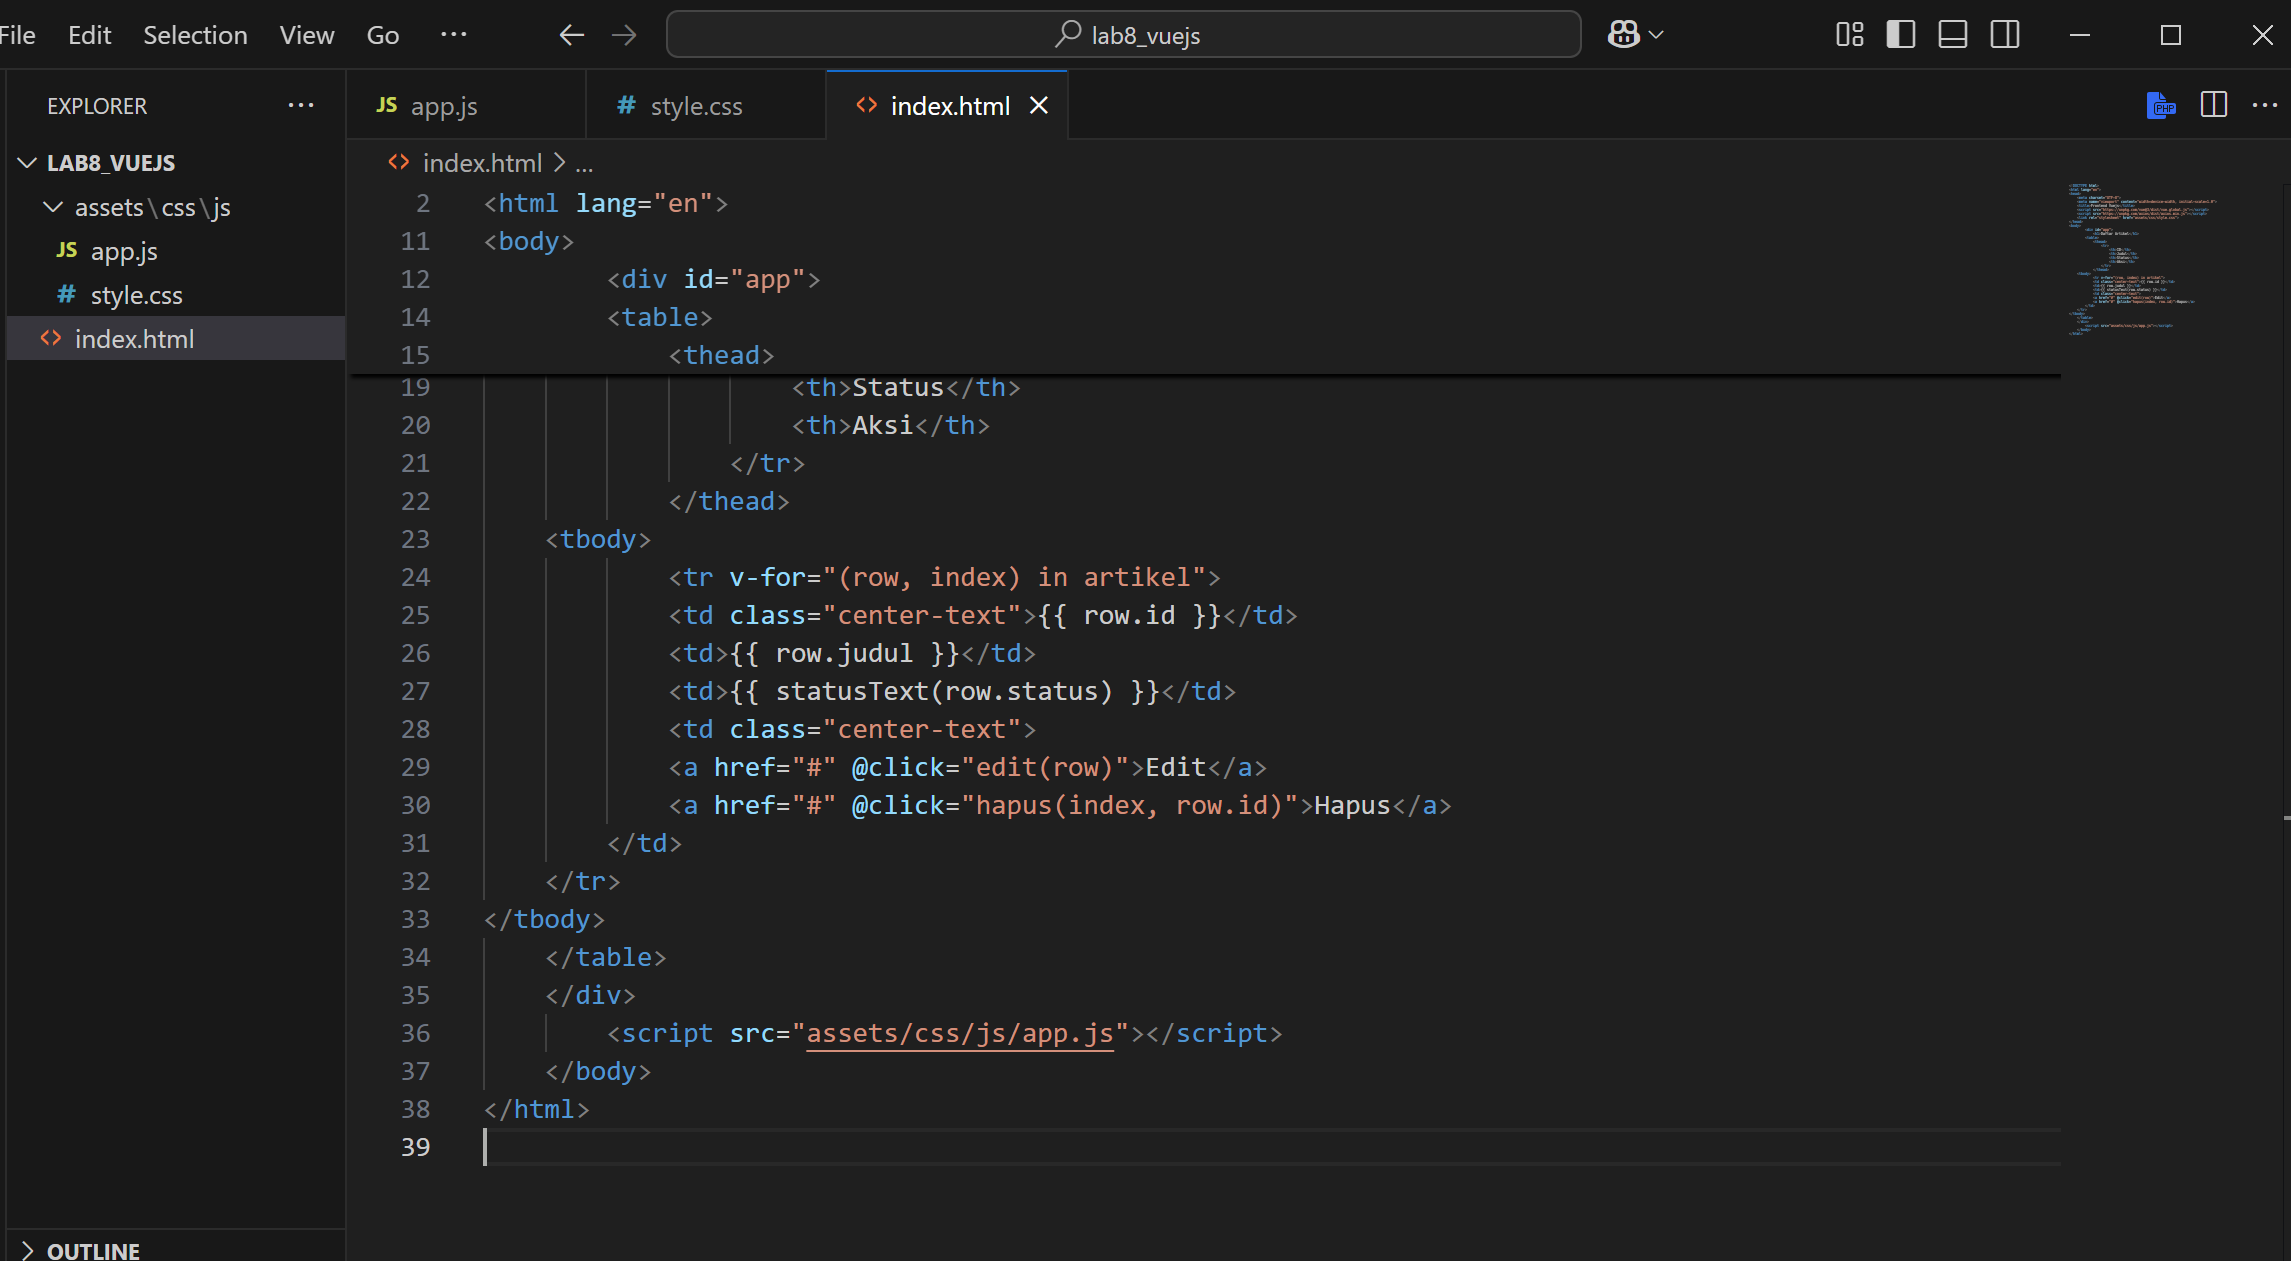 File Edit Selection View Go ··· lab8_vuejs
EXPLORER ···
LAB8_VUEJS
assets\css\js
JS app.js
# style.css
<> index.html
OUTLINE
JS app.js # style.css <> index.html
PHP
<> index.html > ...
2 <html lang="en">
11 <body>
12 <div id="app">
14 <table>
15 <thead>
19 <th>Status</th>
20 <th>Aksi</th>
21 </tr>
22 </thead>
23 <tbody>
24 <tr v-for="(row, index) in artikel">
25 <td class="center-text">{{ row.id }}</td>
26 <td>{{ row.judul }}</td>
27 <td>{{ statusText(row.status) }}</td>
28 <td class="center-text">
29 <a href="#" @click="edit(row)">Edit</a>
30 <a href="#" @click="hapus(index, row.id)">Hapus</a>
31 </td>
32 </tr>
33 </tbody>
34 </table>
35 </div>
36 <script src="assets/css/js/app.js"></script>
37 </body>
38 </html>
39